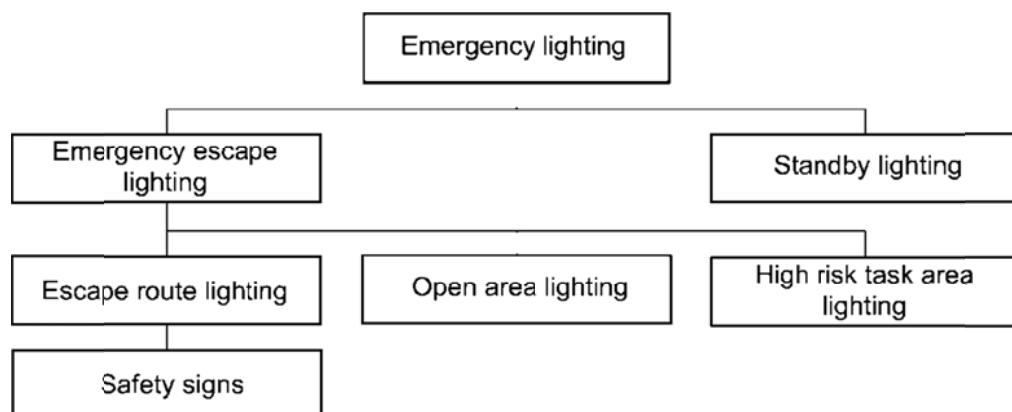 Emergency lighting
Emergency escape
lighting
Standby lighting
Escape route lighting
Open area lighting
High risk task area
lighting
Safety signs